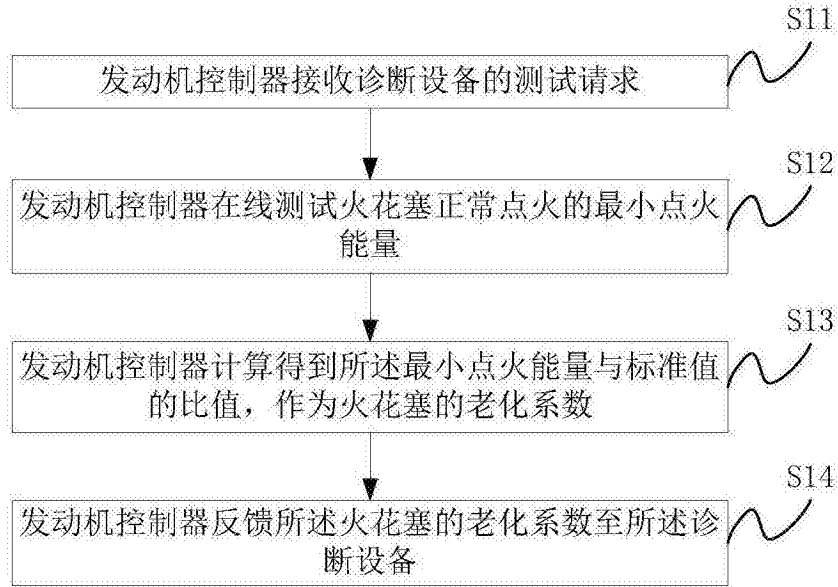 S11
发动机控制器接收诊断设备的测试请求
S12
发动机控制器在线测试火花塞正常点火的最小点火
能量
S13
发动机控制器计算得到所述最小点火能量与标准值
的比值，作为火花塞的老化系数
S14
发动机控制器反馈所述火花塞的老化系数至所述诊
断设备